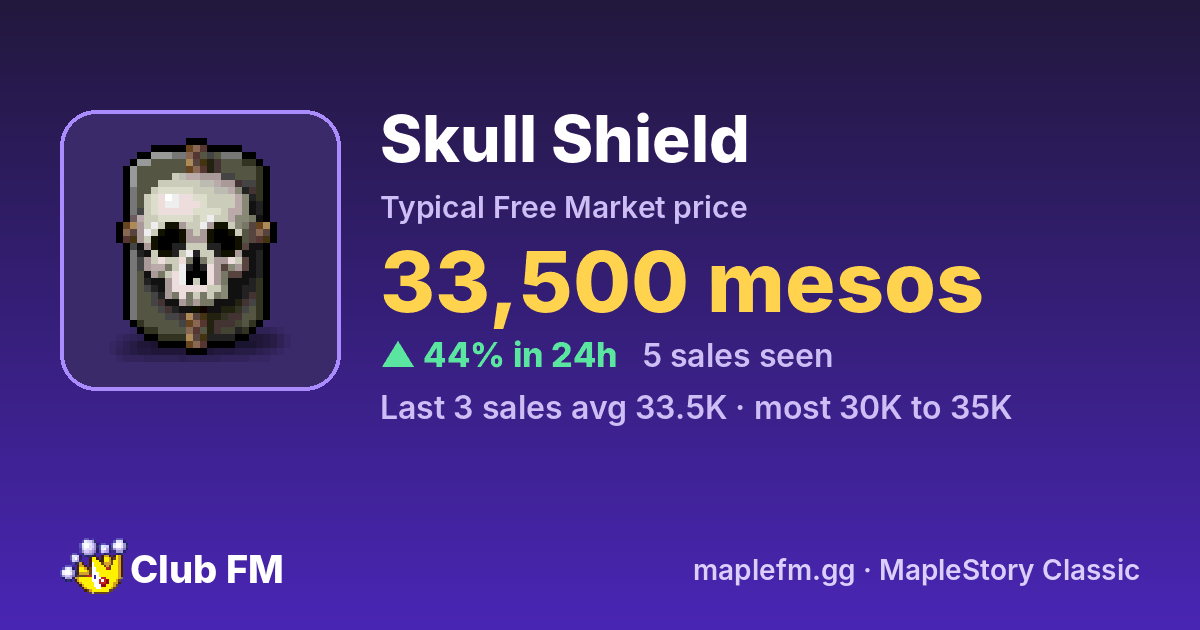 Skull Shield
Typical Free Market price
33,500 mesos
▲ 44% in 24h 5 sales seen
Last 3 sales avg 33.5K · most 30K to 35K
Club FM
maplefm.gg · MapleStory Classic